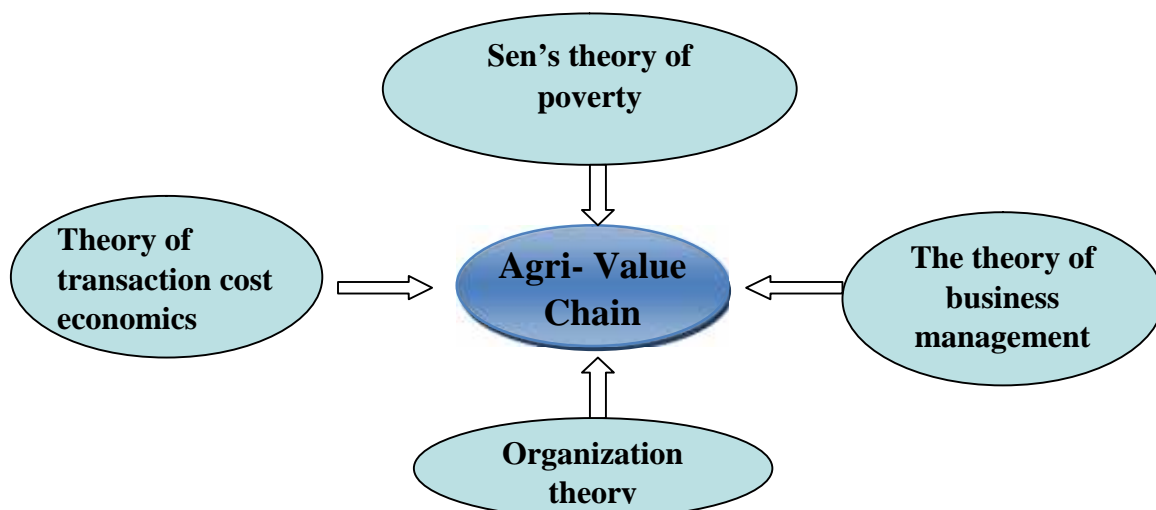 Sen’s theory of
poverty
Theory of
transaction cost
economics
Agri- Value
Chain
The theory of
business
management
Organization
theory